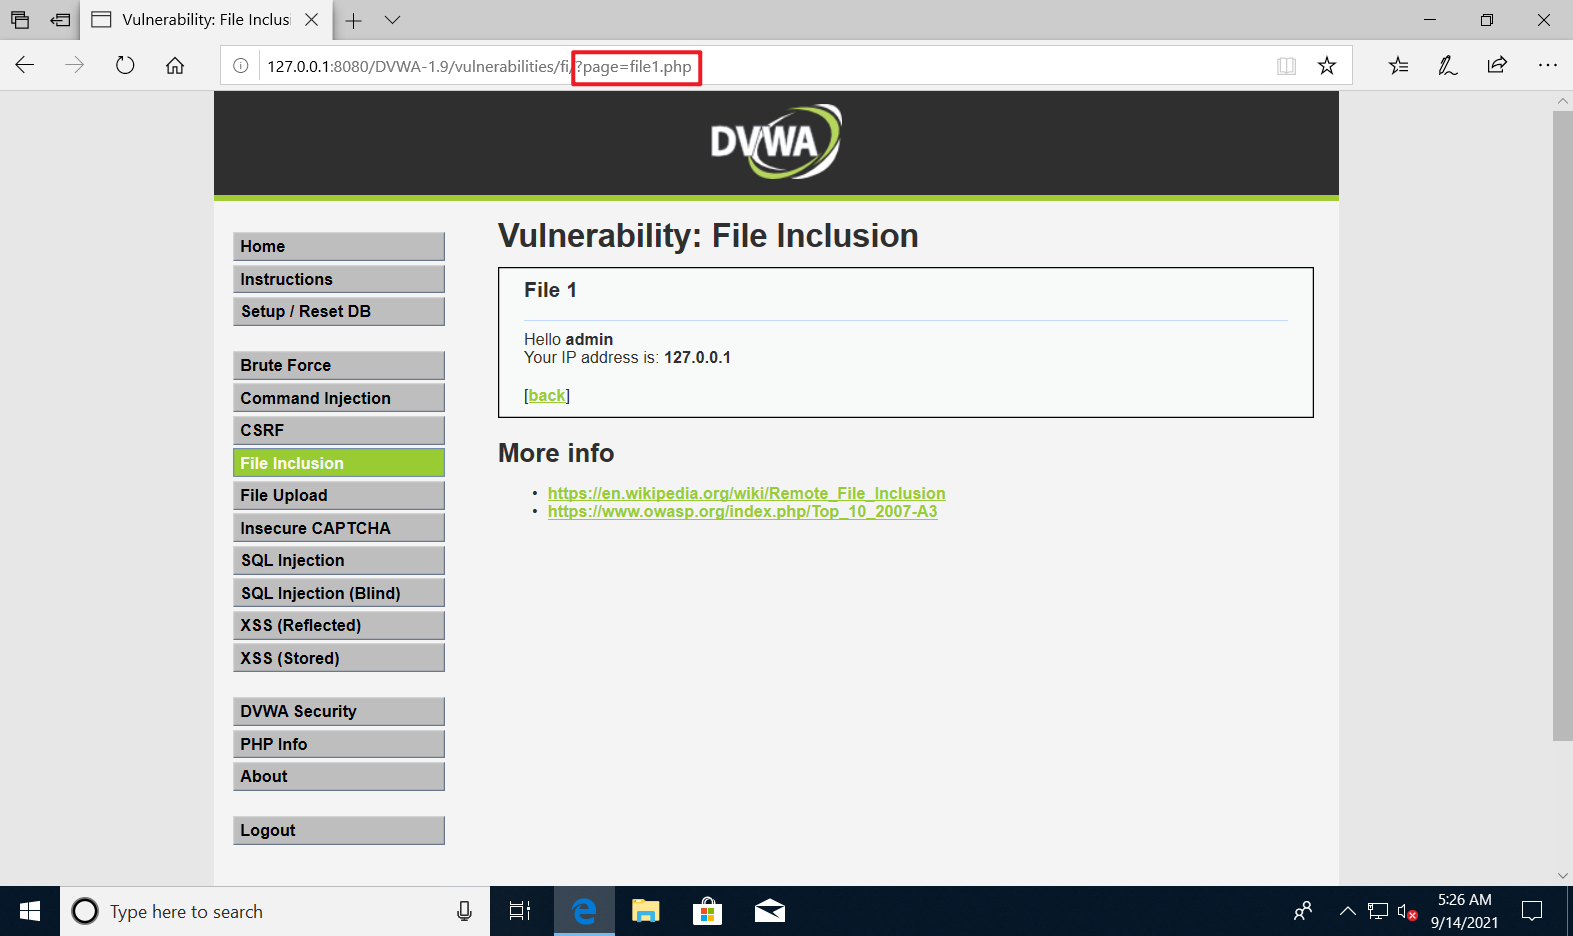 Vulnerability: File Inclusi
127.0.0.1:8080/DVWA-1.9/vulnerabilities/fi/?page=file1.php
DVWA
Home
Instructions
Setup / Reset DB
Brute Force
Command Injection
CSRF
File Inclusion
File Upload
Insecure CAPTCHA
SQL Injection
SQL Injection (Blind)
XSS (Reflected)
XSS (Stored)
DVWA Security
PHP Info
About
Logout
Vulnerability: File Inclusion
File 1
Hello admin
Your IP address is: 127.0.0.1
[back]
More info
• https://en.wikipedia.org/wiki/Remote_File_Inclusion
• https://www.owasp.org/index.php/Top_10_2007-A3
Type here to search
5:26 AM
9/14/2021